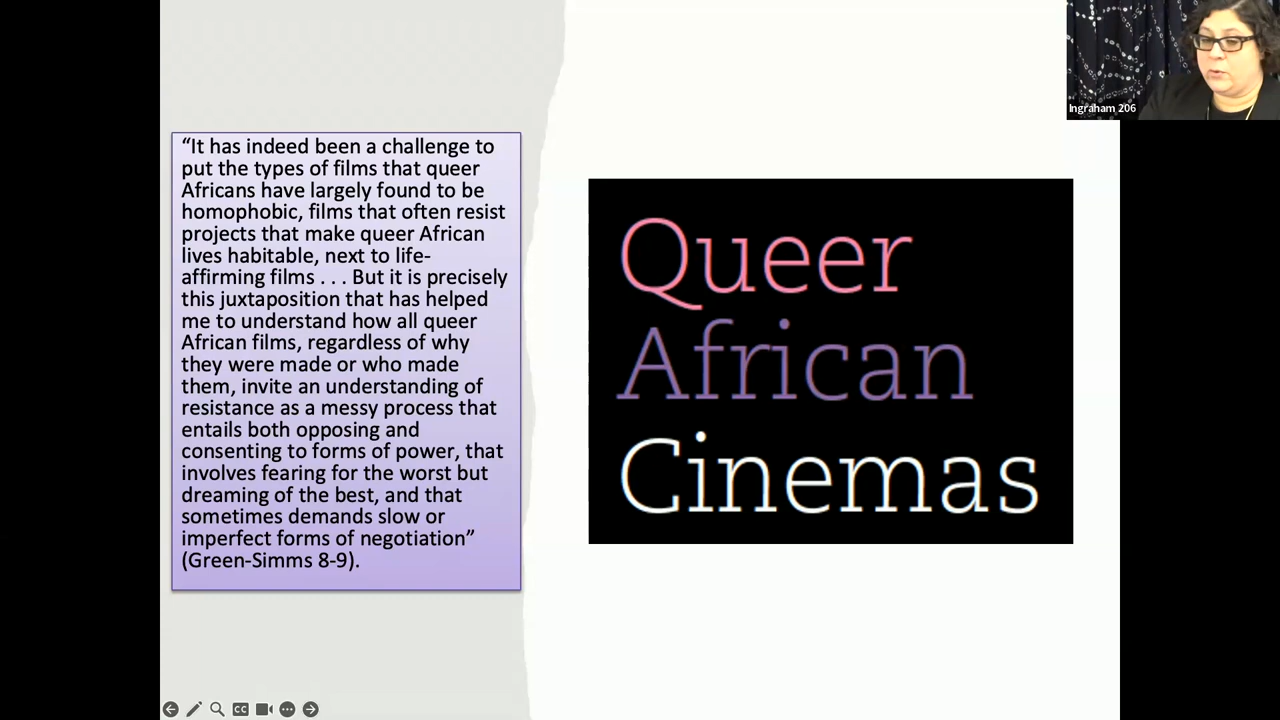 “It has indeed been a challenge to
put the types of films that queer
Africans have largely found to be
homophobic, films that often resist
projects that make queer African
lives habitable, next to life-
affirming films . . . But it is precisely
this juxtaposition that has helped
me to understand how all queer
African films, regardless of why
they were made or who made
them, invite an understanding of
resistance as a messy process that
entails both opposing and
consenting to forms of power, that
involves fearing for the worst but
dreaming of the best, and that
sometimes demands slow or
imperfect forms of negotiation”
(Green-Simms 8-9).
Queer
African
Cinemas
Ingraham 206
CC